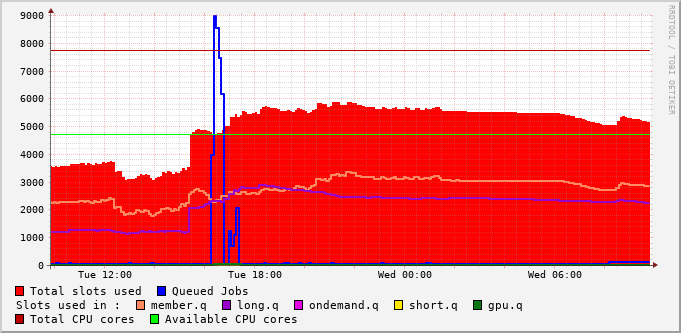 9000
8000
7000
6000
5000
4000
3000
2000
1000
0
Tue 12:00 Tue 18:00 Wed 00:00 Wed 06:00
RRDTOOL / TOBI OETIKER
Total slots used Queued Jobs
Slots used in : member.q long.q ondemand.q short.q gpu.q
Total CPU cores Available CPU cores